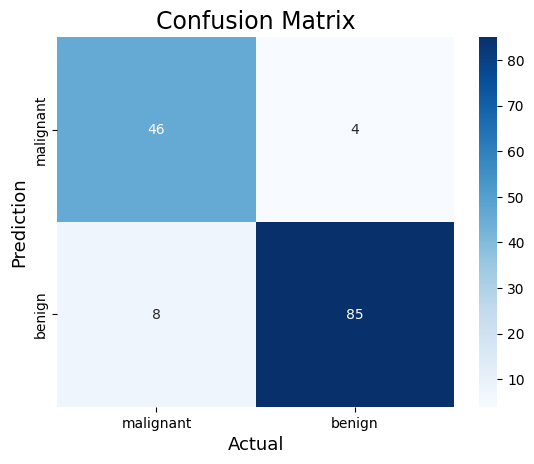 Confusion Matrix
Prediction
malignant
benign
46
4
8
85
malignant
benign
Actual
80
70
60
50
40
30
20
10